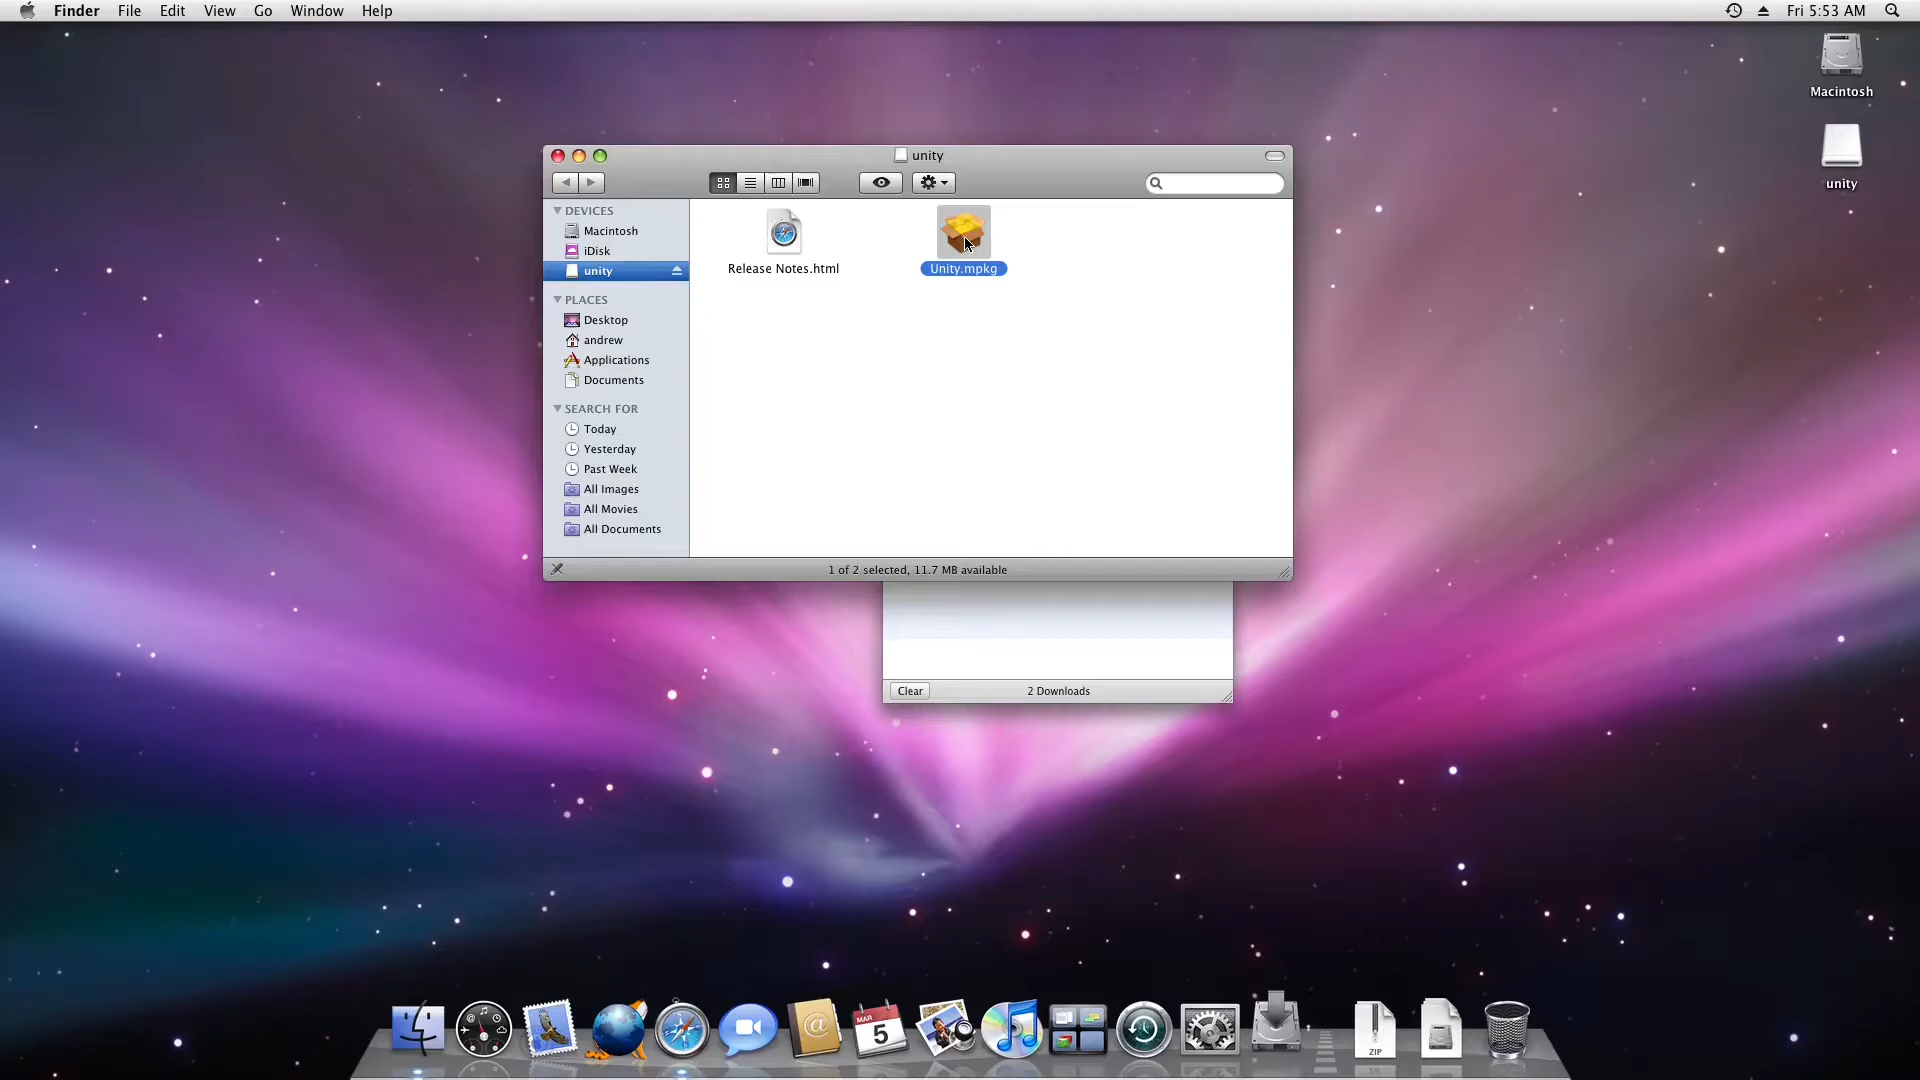 Finder File Edit View Go Window Help
Fri 5:53 AM
Macintosh
unity
unity
DEVICES
Macintosh
iDisk
unity
PLACES
Desktop
andrew
Applications
Documents
SEARCH FOR
Today
Yesterday
Past Week
All Images
All Movies
All Documents
Release Notes.html
Unity.mpkg
1 of 2 selected, 11.7 MB available
Clear
2 Downloads
MAR
5
@
ZIP